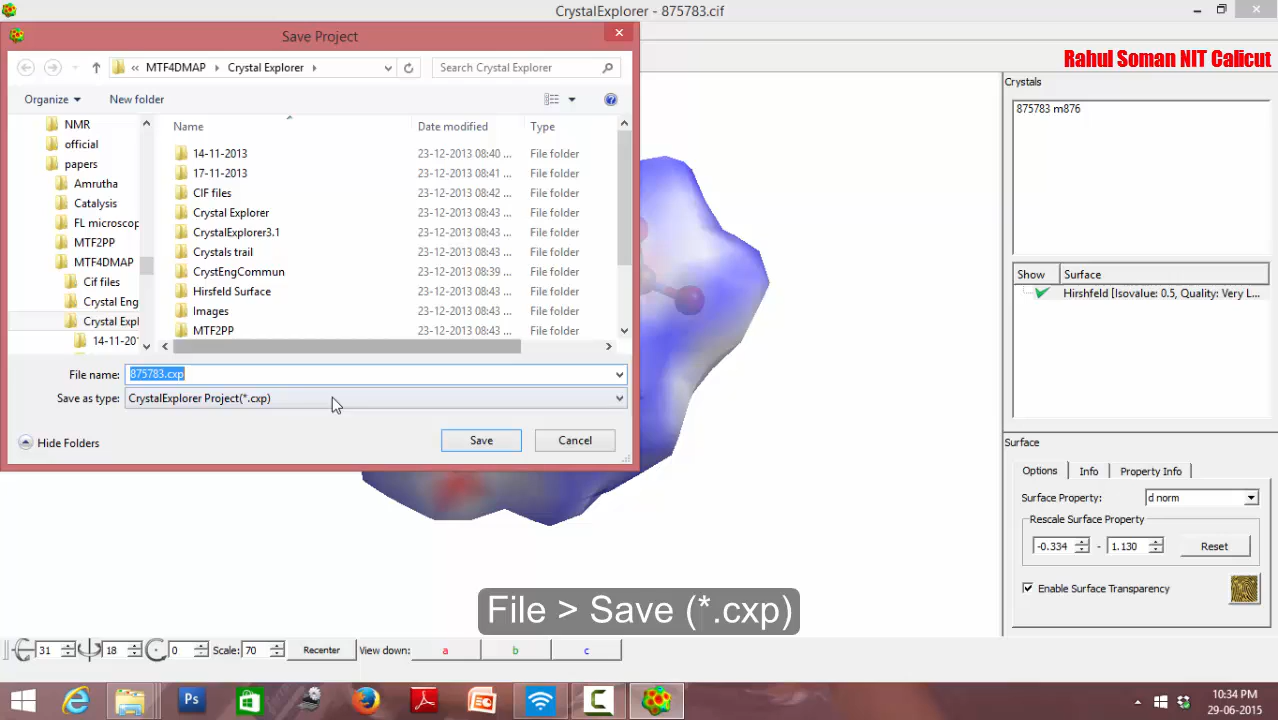 CrystalExplorer - 875783.cif
Save Project
Rahul Soman NIT Calicut
« MTF4DMAP Crystal Explorer
Search Crystal Explorer
Organize
New folder
Crystals
875783 m876
NMR
official
papers
Amrutha
Catalysis
FL microscop
MTF2PP
MTF4DMAP
Cif files
Crystal Eng
Crystal Expl
14-11-201
Name Date modified Type
14-11-2013 23-12-2013 08:40 ... File folder
17-11-2013 23-12-2013 08:41 ... File folder
CIF files 23-12-2013 08:42 ... File folder
Crystal Explorer 23-12-2013 08:43 ... File folder
CrystalExplorer3.1 23-12-2013 08:43 ... File folder
Crystals trail 23-12-2013 08:43 ... File folder
CrystEngCommun 23-12-2013 08:39 ... File folder
Hirsfeld Surface 23-12-2013 08:43 ... File folder
Images 23-12-2013 08:43 ... File folder
MTF2PP 23-12-2013 08:43 ... File folder
Show Surface
Hirshfeld [Isovalue: 0.5, Quality: Very L...
File name: 875783.cxp
Save as type: CrystalExplorer Project(*.cxp)
Hide Folders
Save Cancel
Surface
Options Info Property Info
Surface Property: d norm
Rescale Surface Property
-0.334 - 1.130 Reset
Enable Surface Transparency
File > Save (*.cxp)
31 18 0 Scale: 70 Recenter View down: a b c
Ps
10:34 PM
29-06-2015